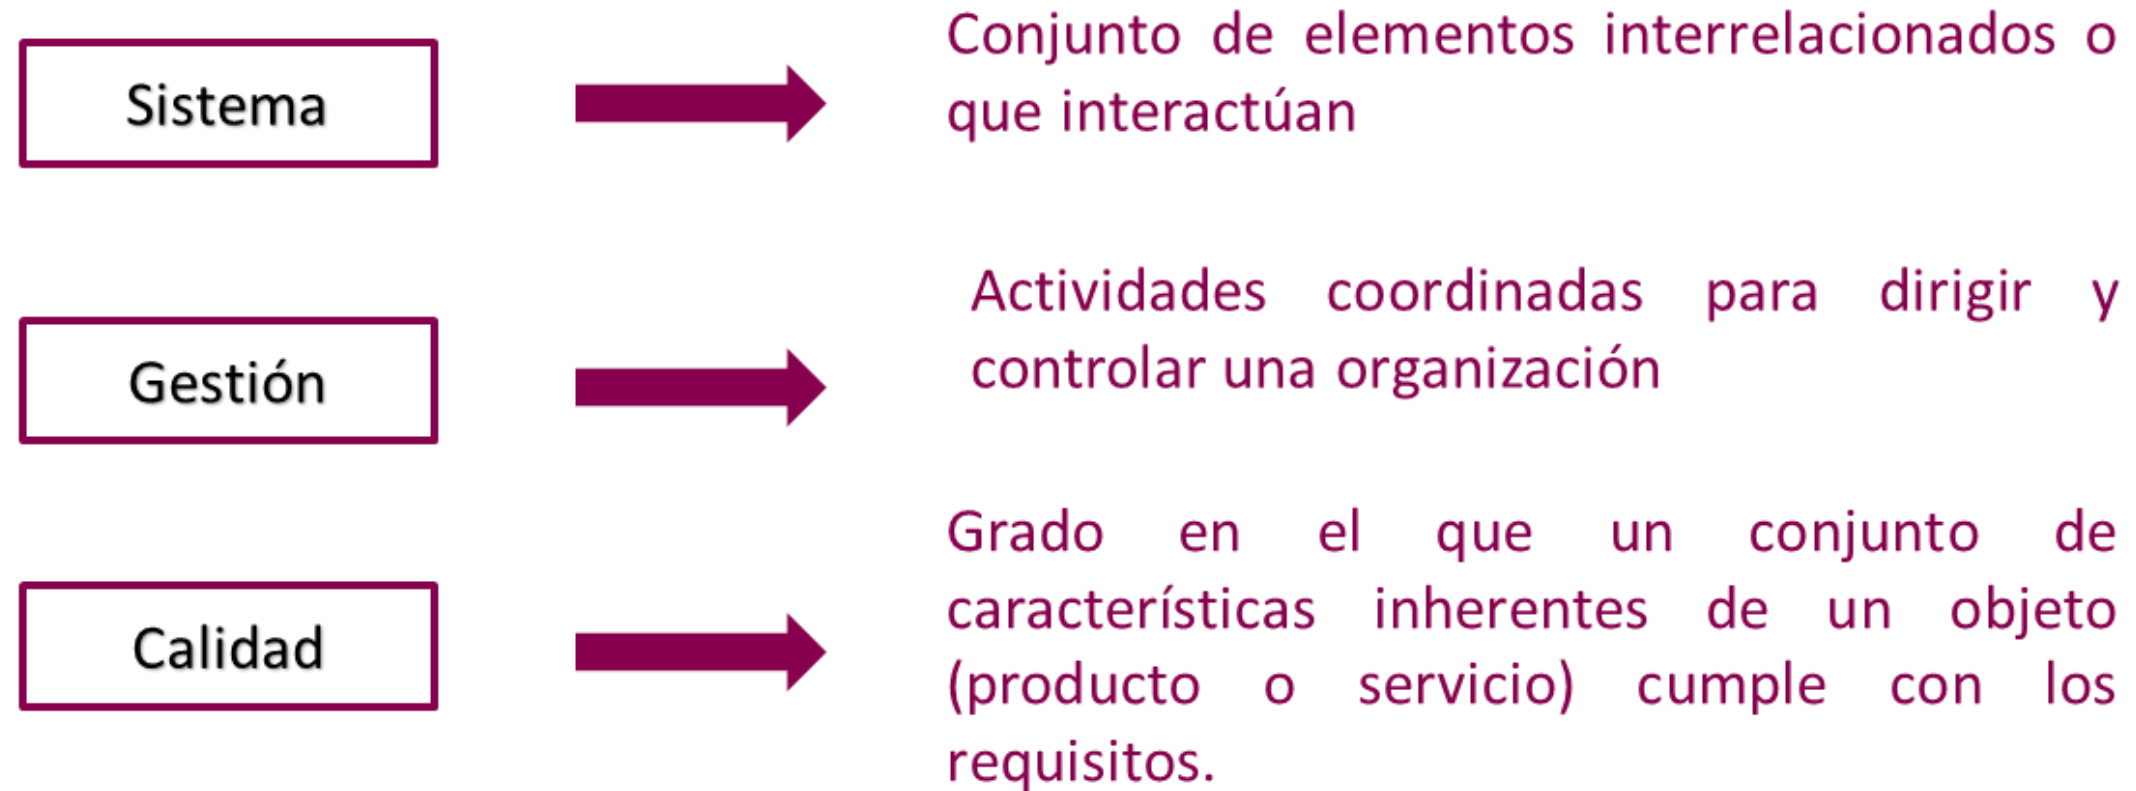 Sistema
Conjunto de elementos interrelacionados o
que interactúan
Gestión
Actividades coordinadas para dirigir y
controlar una organización
Calidad
Grado en el que un conjunto de
características inherentes de un objeto
(producto o servicio) cumple con los
requisitos.